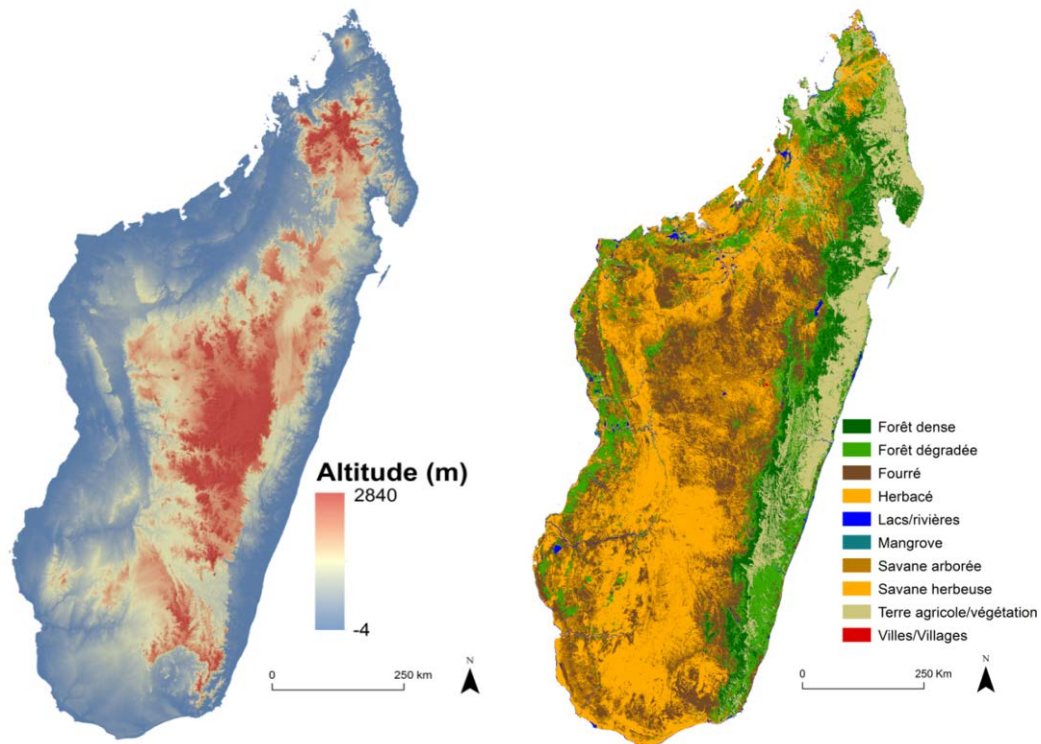 Altitude (m)
2840
-4
0
250 Km
N
Forêt dense
Forêt dégradée
Fourré
Herbacé
Lacs/rivières
Mangrove
Savane arborée
Savane herbeuse
Terre agricole/végétation
Villes/Villages
0
250 Km
N